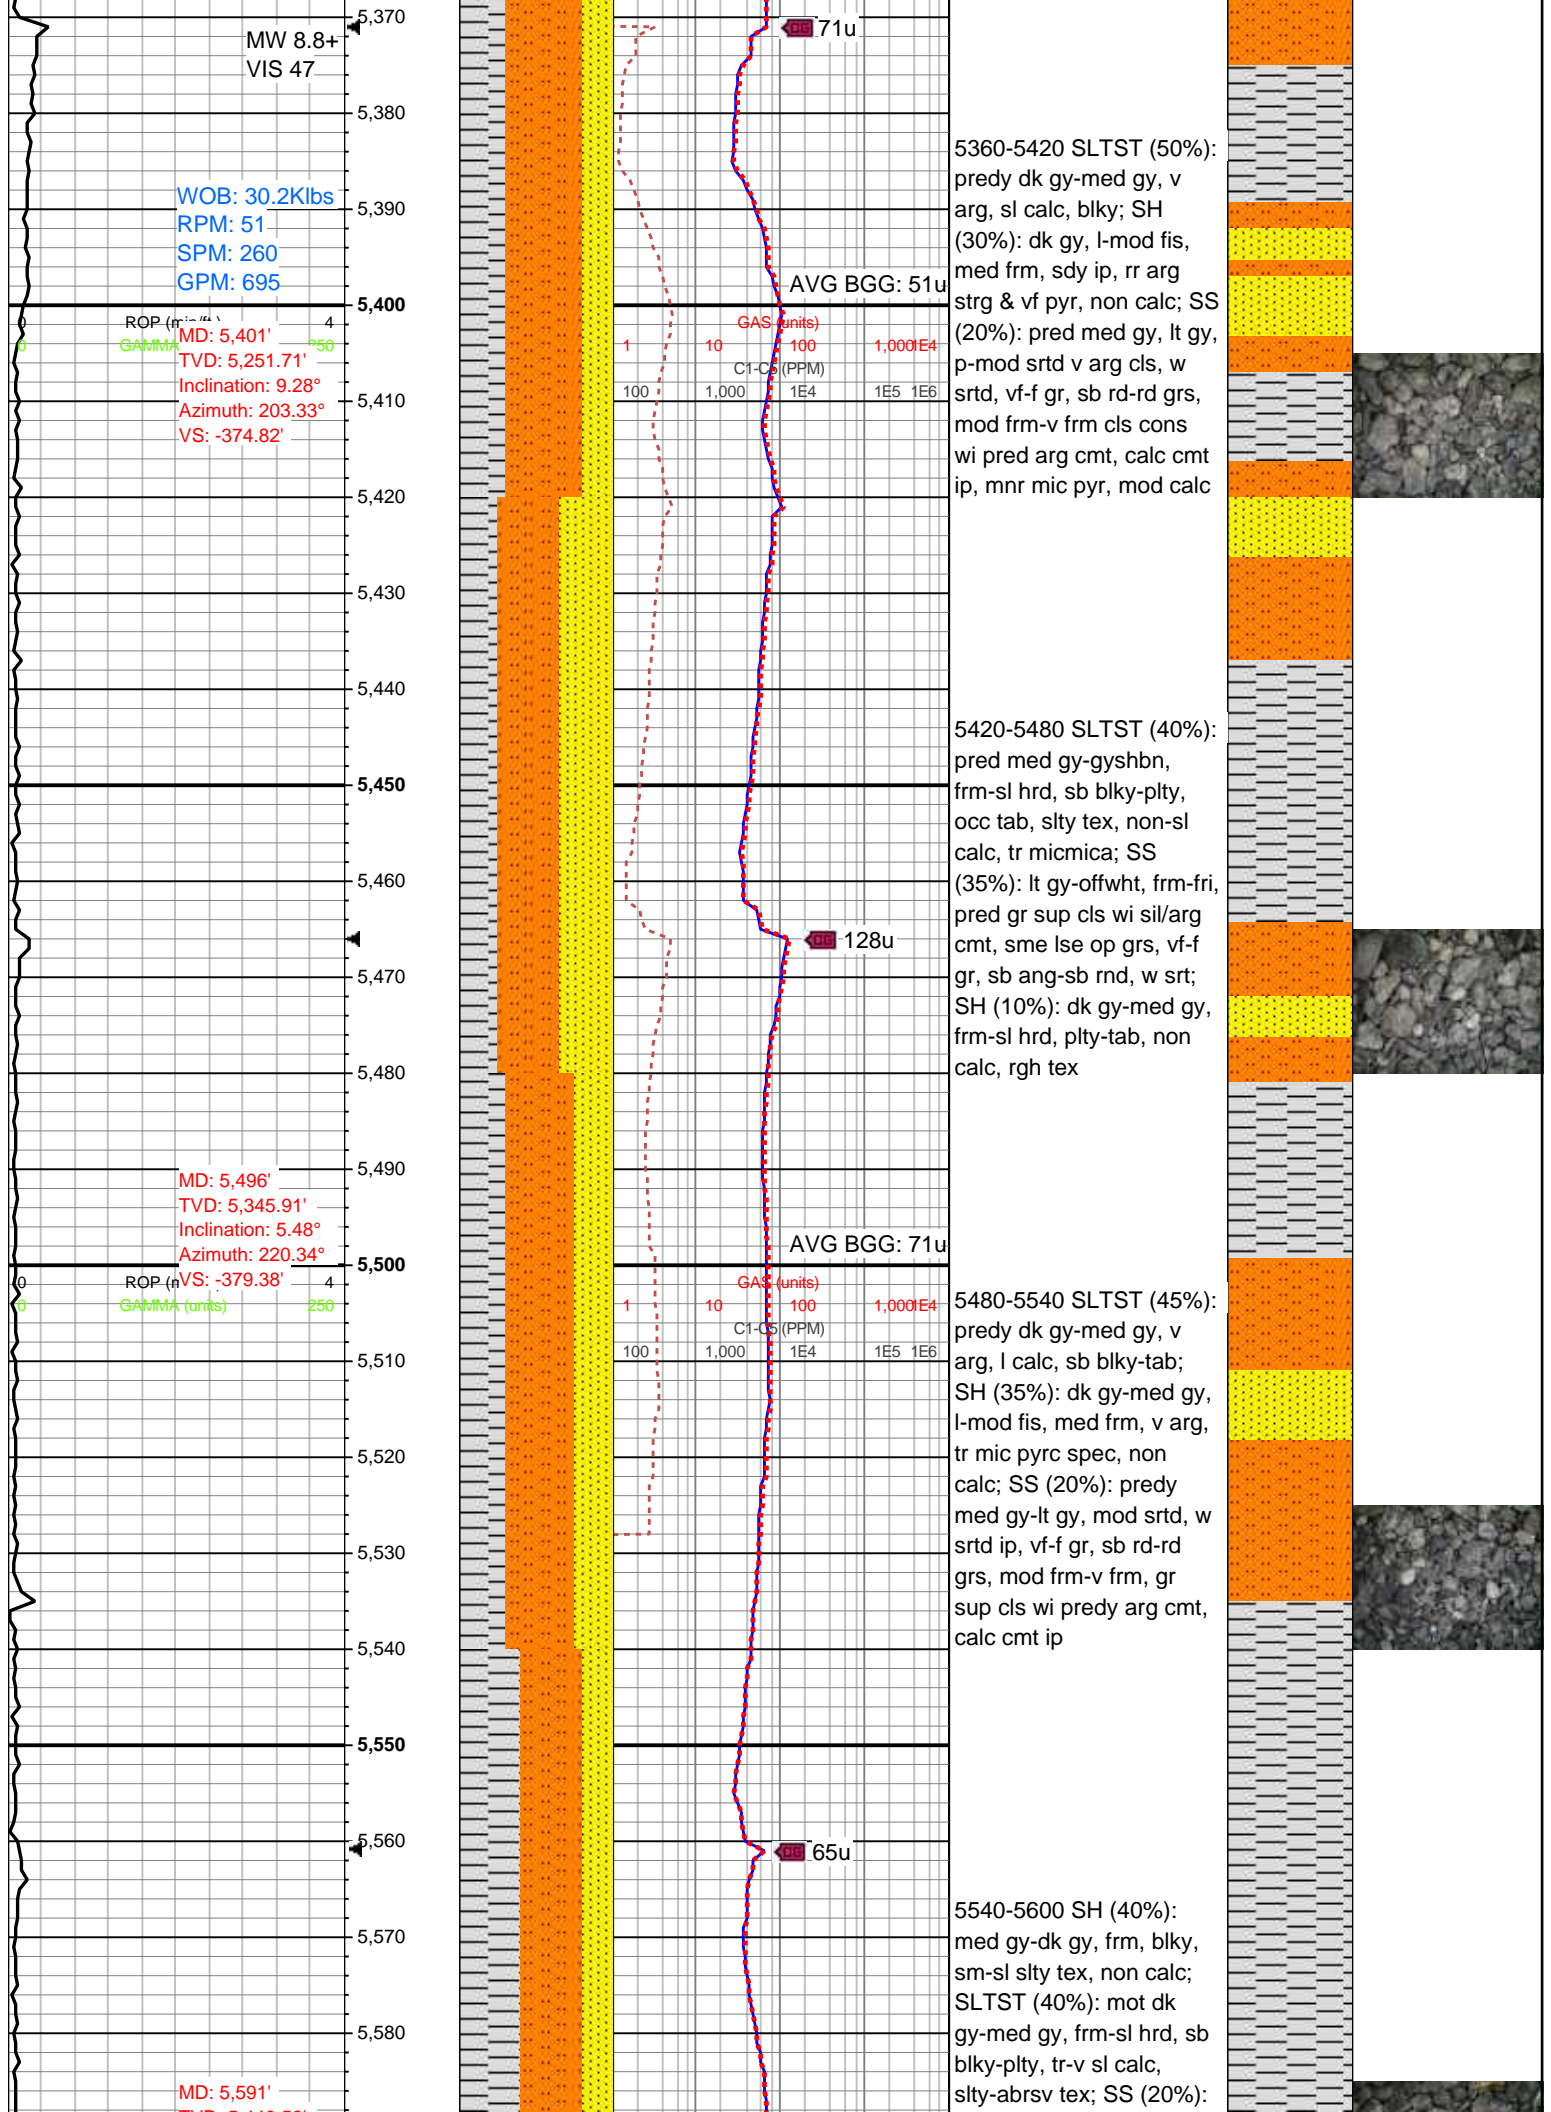 5,370
MW 8.8+
VIS 47
71u
5,380
5360-5420 SLTST (50%):
predy dk gy-med gy, v
arg, sl calc, blky; SH
(30%): dk gy, l-mod fis,
med frm, sdy ip, rr arg
strg & vf pyr, non calc; SS
(20%): pred med gy, lt gy,
p-mod srtd v arg cls, w
srtd, vf-f gr, sb rd-rd grs,
mod frm-v frm cls cons
wi pred arg cmt, calc cmt
ip, mnr mic pyr, mod calc
WOB: 30.2Klbs
RPM: 51
SPM: 260
GPM: 695
5,390
AVG BGG: 51u
5,400
0 ROP (min/ft) 4
0 GAMMA 250
MD: 5,401'
TVD: 5,251.71'
Inclination: 9.28°
Azimuth: 203.33°
VS: -374.82'
GAS (units)
1 10 100 1,000 1E4
C1-C5 (PPM)
100 1,000 1E4 1E5 1E6
5,410
5,420
5,430
5,440
5420-5480 SLTST (40%):
pred med gy-gyshbn,
frm-sl hrd, sb blky-plty,
occ tab, slty tex, non-sl
calc, tr micmica; SS
(35%): lt gy-offwht, frm-fri,
pred gr sup cls wi sil/arg
cmt, sme lse op grs, vf-f
gr, sb ang-sb rnd, w srt;
SH (10%): dk gy-med gy,
frm-sl hrd, plty-tab, non
calc, rgh tex
5,450
5,460
128u
5,470
5,480
5,490
MD: 5,496'
TVD: 5,345.91'
Inclination: 5.48°
Azimuth: 220.34°
VS: -379.38'
AVG BGG: 71u
5,500
0 ROP 4
0 GAMMA (units) 250
GAS (units)
1 10 100 1,000 1E4
C1-C5 (PPM)
100 1,000 1E4 1E5 1E6
5480-5540 SLTST (45%):
predy dk gy-med gy, v
arg, l calc, sb blky-tab;
SH (35%): dk gy-med gy,
l-mod fis, med frm, v arg,
tr mic pyrc spec, non
calc; SS (20%): predy
med gy-lt gy, mod srtd, w
srtd ip, vf-f gr, sb rd-rd
grs, mod frm-v frm, gr
sup cls wi predy arg cmt,
calc cmt ip
5,510
5,520
5,530
5,540
5,550
5,560
65u
5,570
5540-5600 SH (40%):
med gy-dk gy, frm, blky,
sm-sl slty tex, non calc;
SLTST (40%): mot dk
gy-med gy, frm-sl hrd, sb
blky-plty, tr-v sl calc,
slty-abrsv tex; SS (20%):
5,580
MD: 5,591'